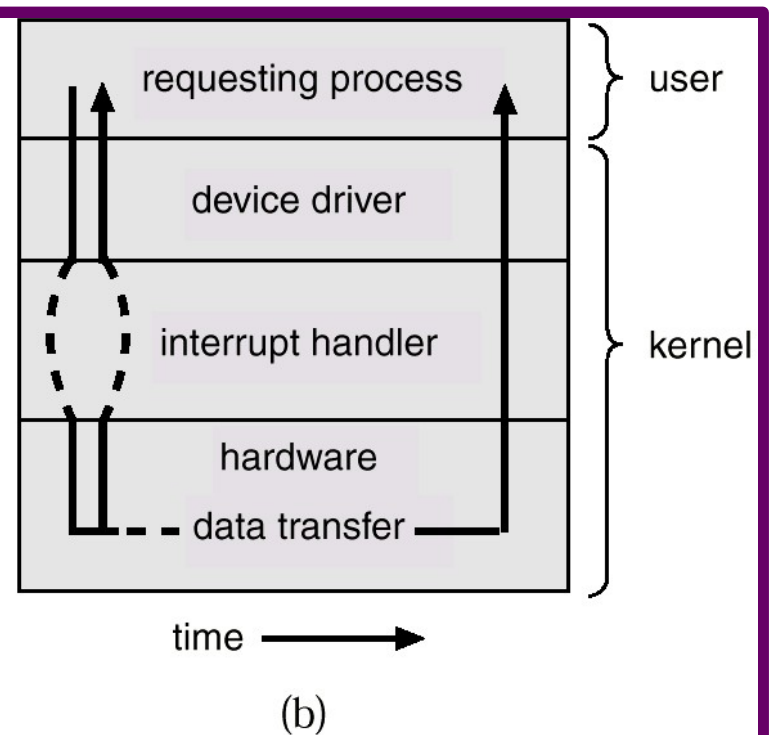 requesting process
user
device driver
interrupt handler
kernel
hardware
data transfer
time
(b)